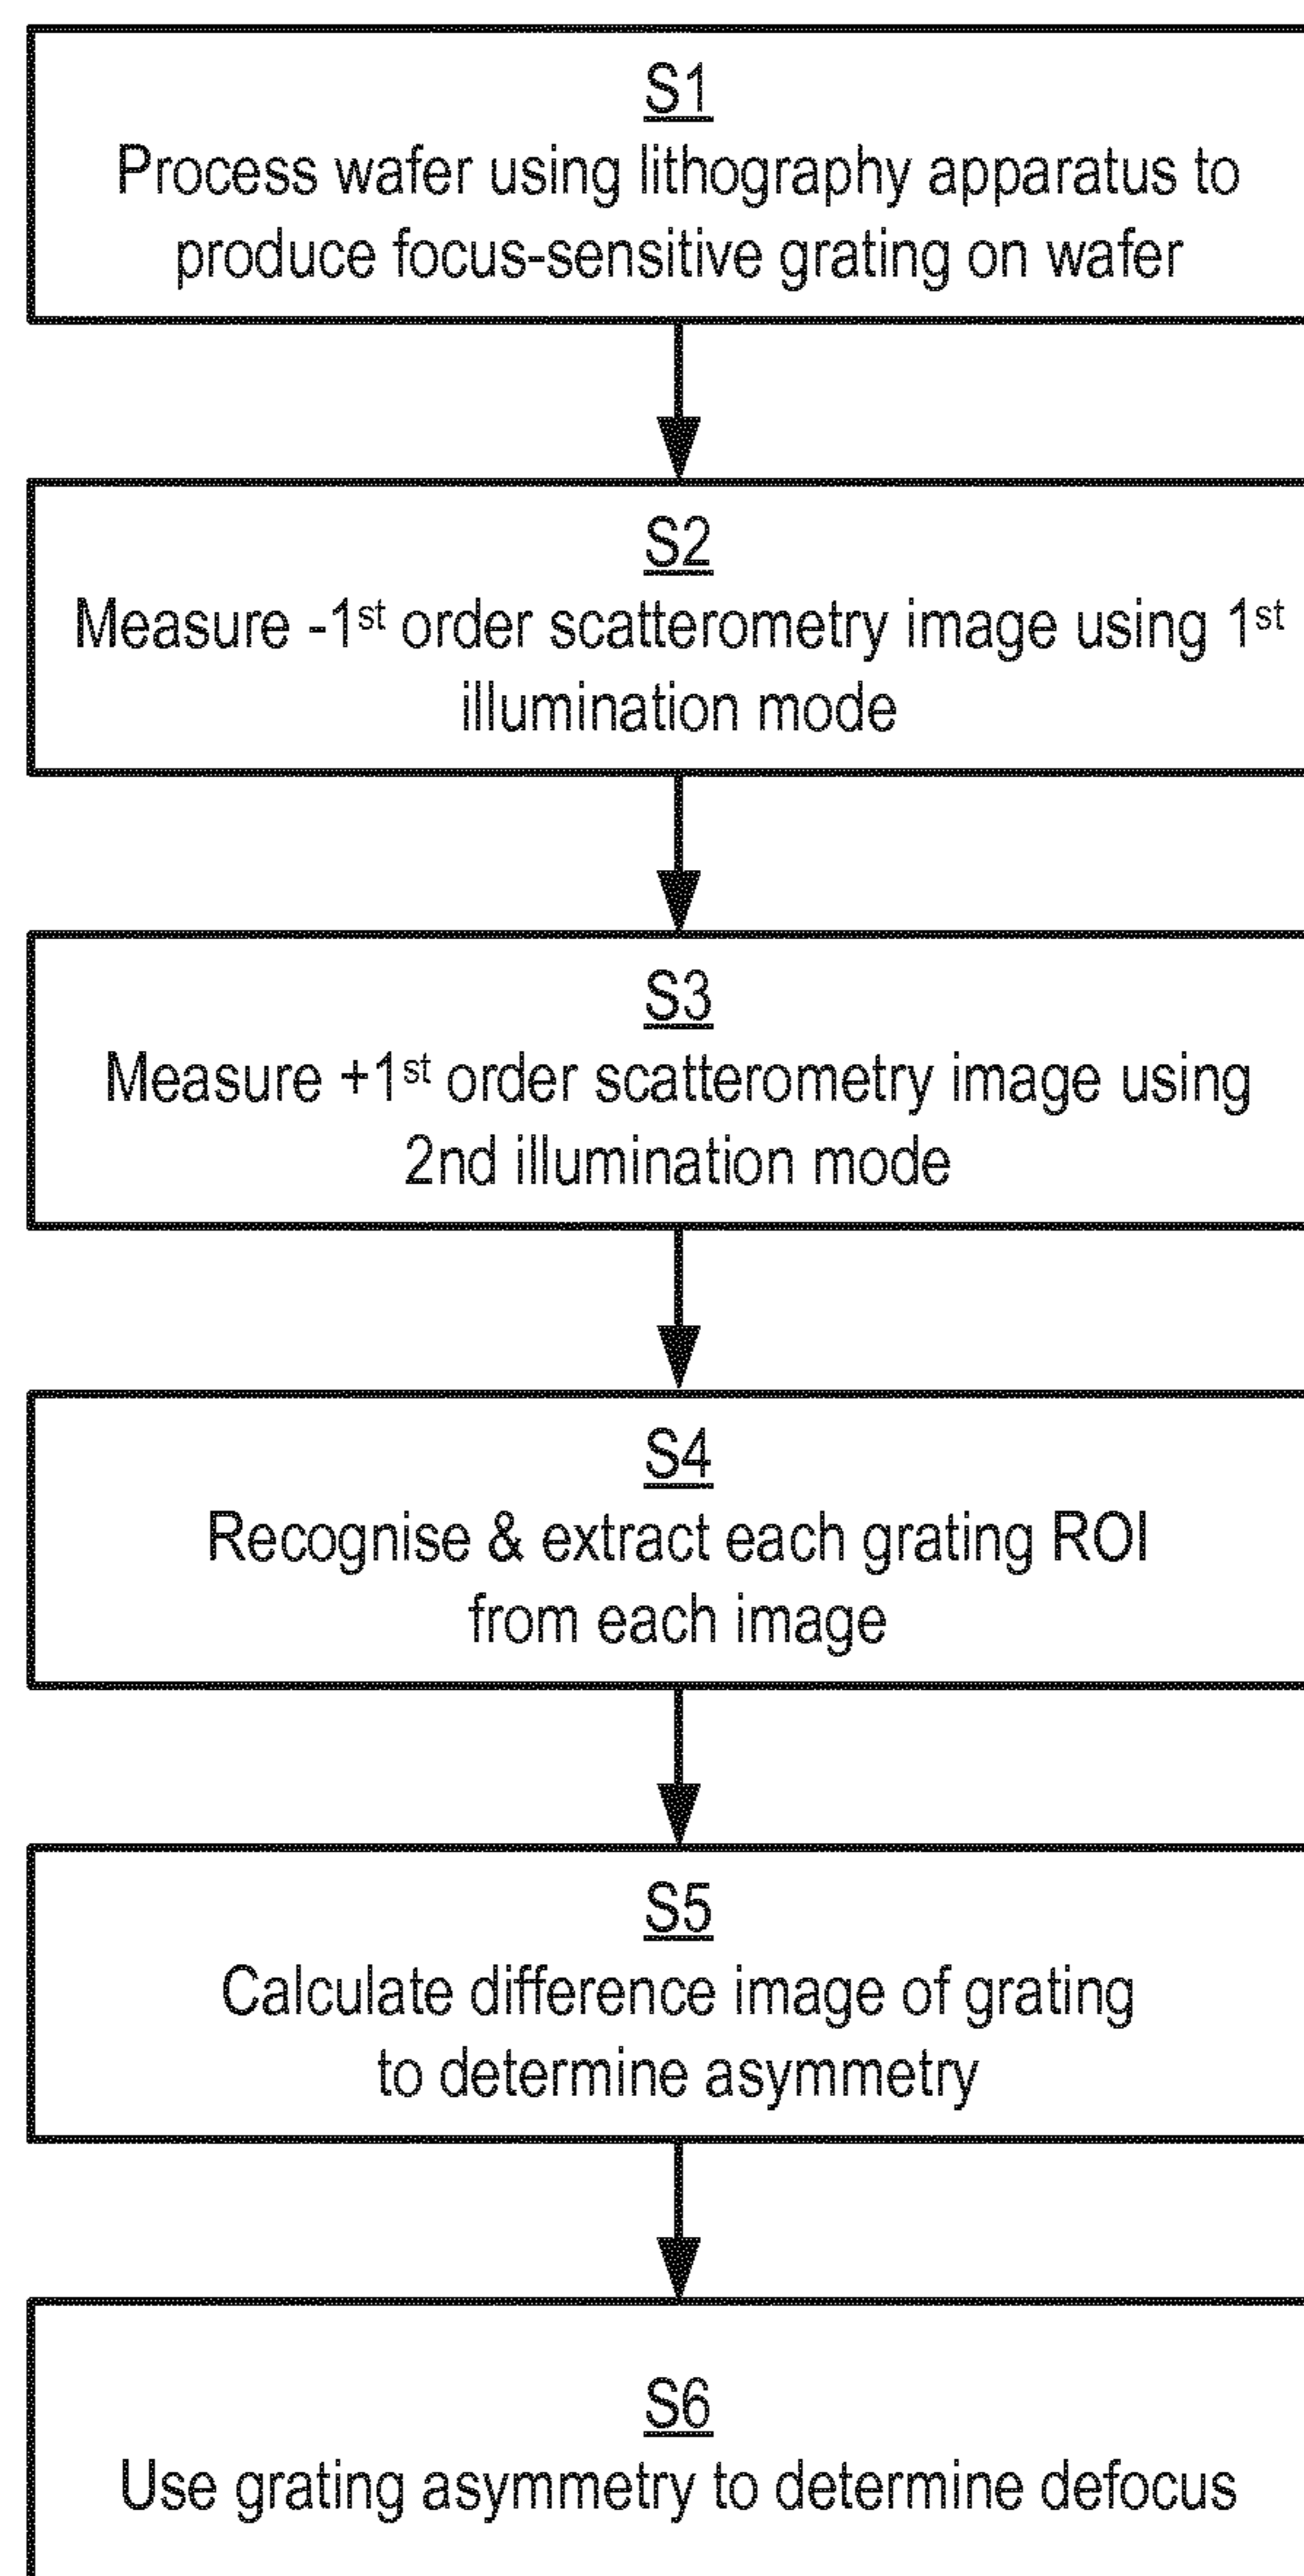 S1
Process wafer using lithography apparatus to
produce focus-sensitive grating on wafer
S2
Measure -1st order scatterometry image using 1st
illumination mode
S3
Measure +1st order scatterometry image using
2nd illumination mode
S4
Recognise & extract each grating ROI
from each image
S5
Calculate difference image of grating
to determine asymmetry
S6
Use grating asymmetry to determine defocus